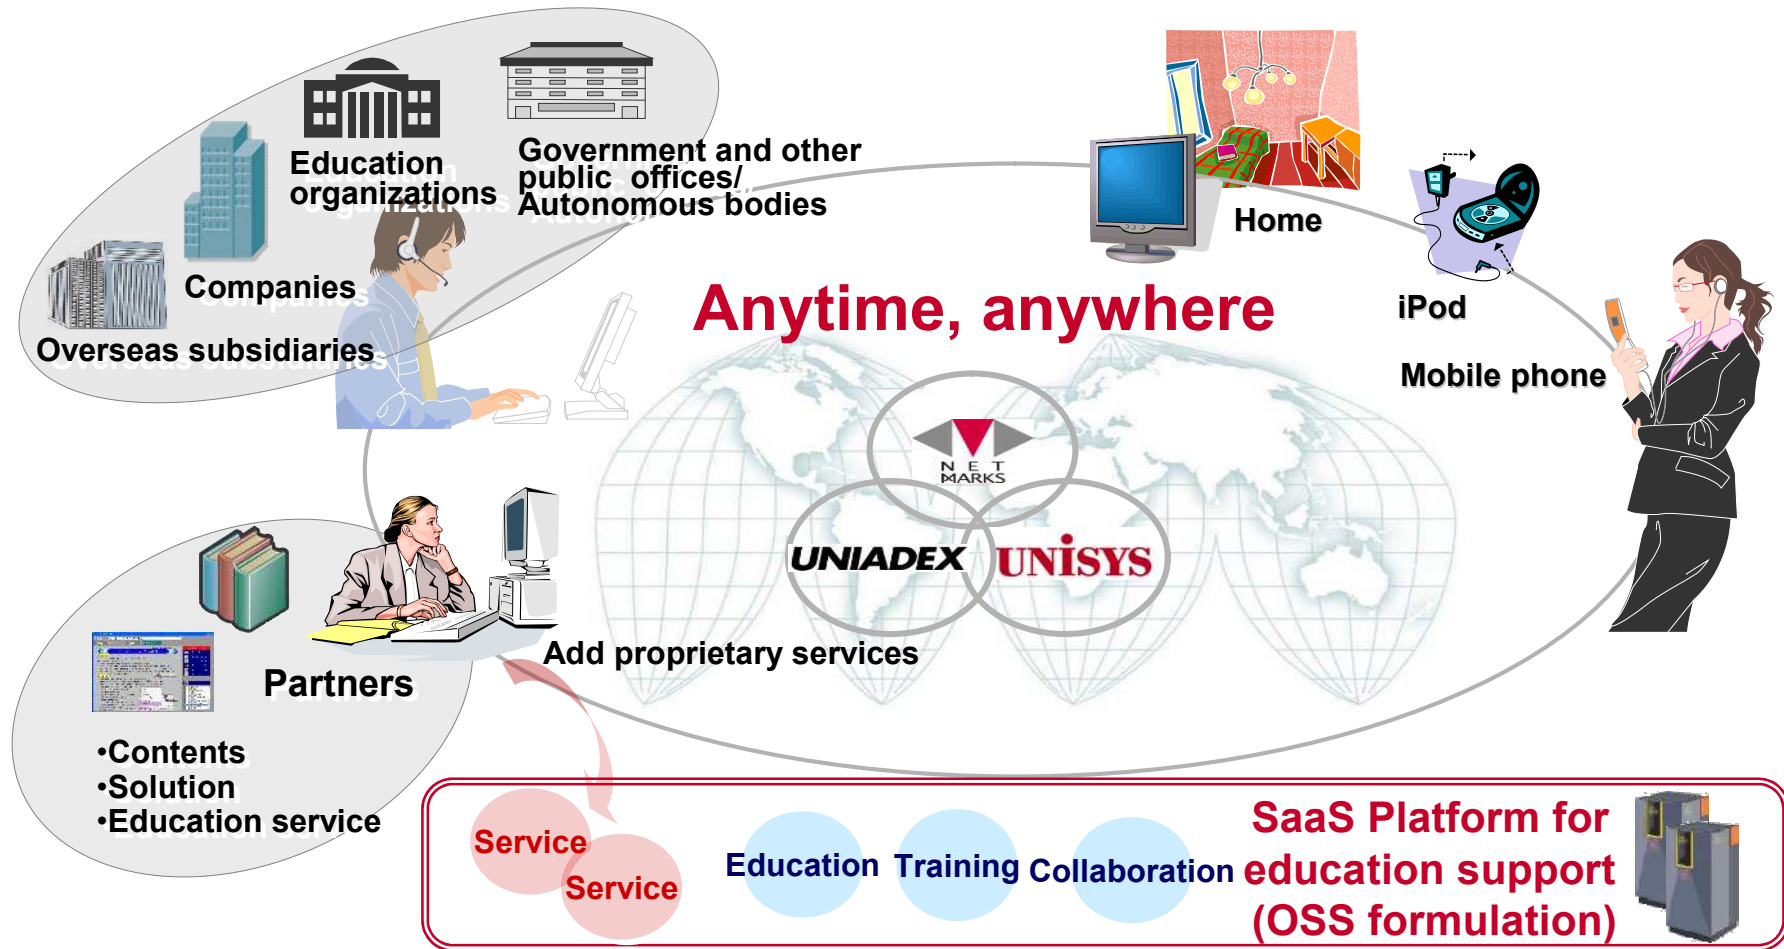 Education
organizations
Government and other
public offices/
Autonomous bodies
Companies
Overseas subsidiaries
Home
iPod
Mobile phone
Anytime, anywhere
NET
MARKS
UNIADEX
UNISYS
Add proprietary services
Partners
•Contents
•Solution
•Education service
Service
Service
Education
Training
Collaboration
SaaS Platform for
education support
(OSS formulation)